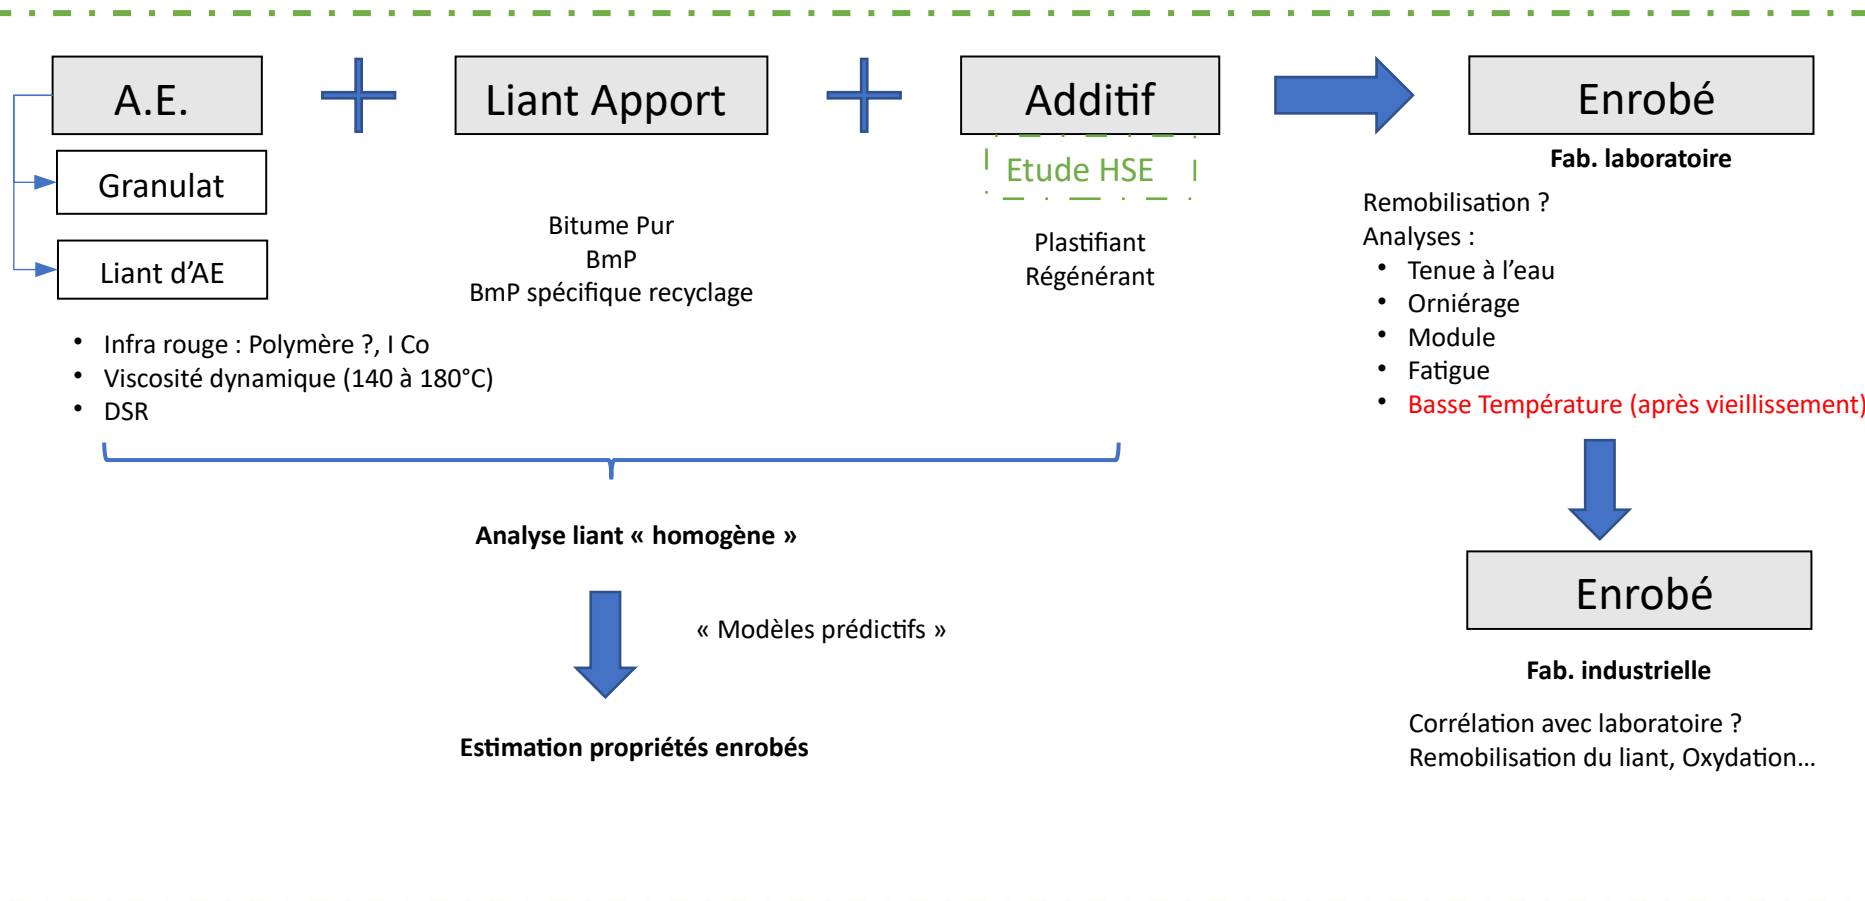 A.E.
Granulat
Liant d’AE
Infra rouge : Polymère ?, I Co
Viscosité dynamique (140 à 180°C)
DSR
Liant Apport
Bitume Pur
BmP
BmP spécifique recyclage
Additif
Etude HSE
Plastifiant
Régénérant
Analyse liant « homogène »
« Modèles prédictifs »
Estimation propriétés enrobés
Enrobé
Fab. laboratoire
Remobilisation ?
Analyses :
Tenue à l’eau
Orniérage
Module
Fatigue
Basse Température (après vieillissement)
Enrobé
Fab. industrielle
Corrélation avec laboratoire ?
Remobilisation du liant, Oxydation…